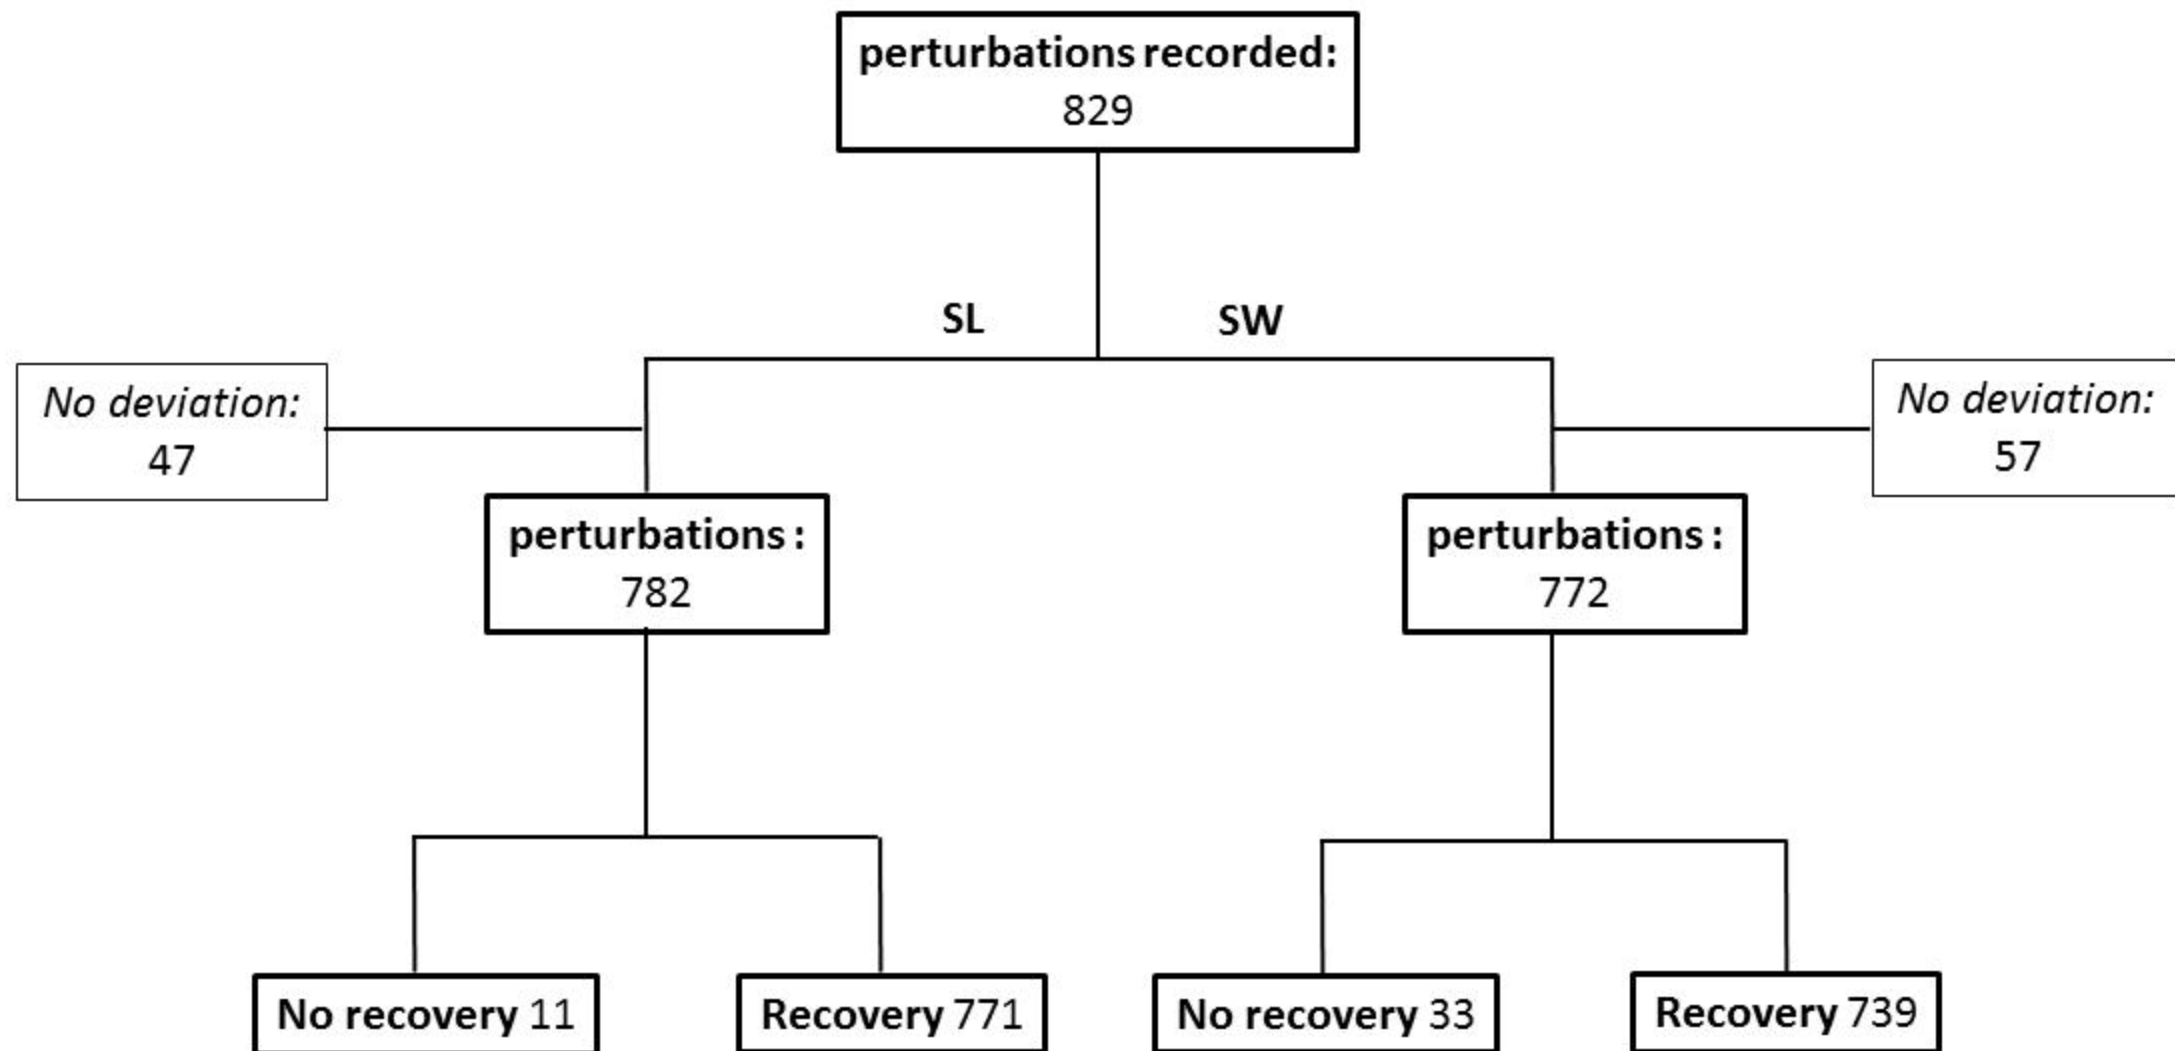 perturbations recorded:
829
SL
SW
No deviation:
47
No deviation:
57
perturbations :
782
perturbations :
772
No recovery 11
Recovery 771
No recovery 33
Recovery 739